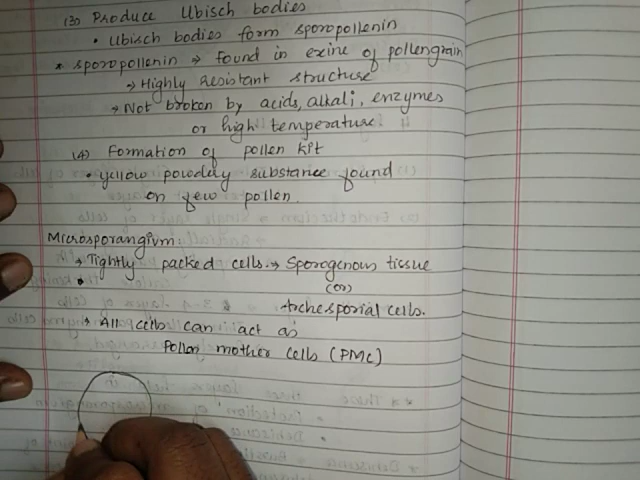 (3) Produce Ubisch bodies
• Ubisch bodies form sporopollenin
* sporopollenin → found in exine of pollengrain
→ Highly Resistant structure
→ Not broken by acids, alkali, enzymes
or high temperature
(4) Formation of pollen kit
• yellow powdery substance found
on few pollen
Microsporangium:
→ Tightly packed cells. → Sporogenous tissue
(or)
Archesporial cells.
→ All cells can act as
Pollen mother cells (PMC)